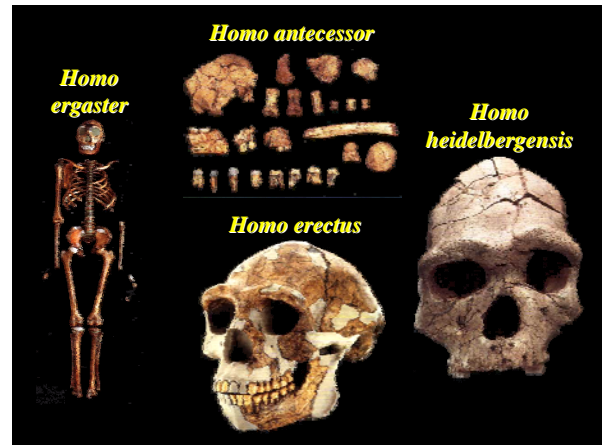 Homo antecessor
Homo
ergaster
Homo
heidelbergensis
Homo erectus